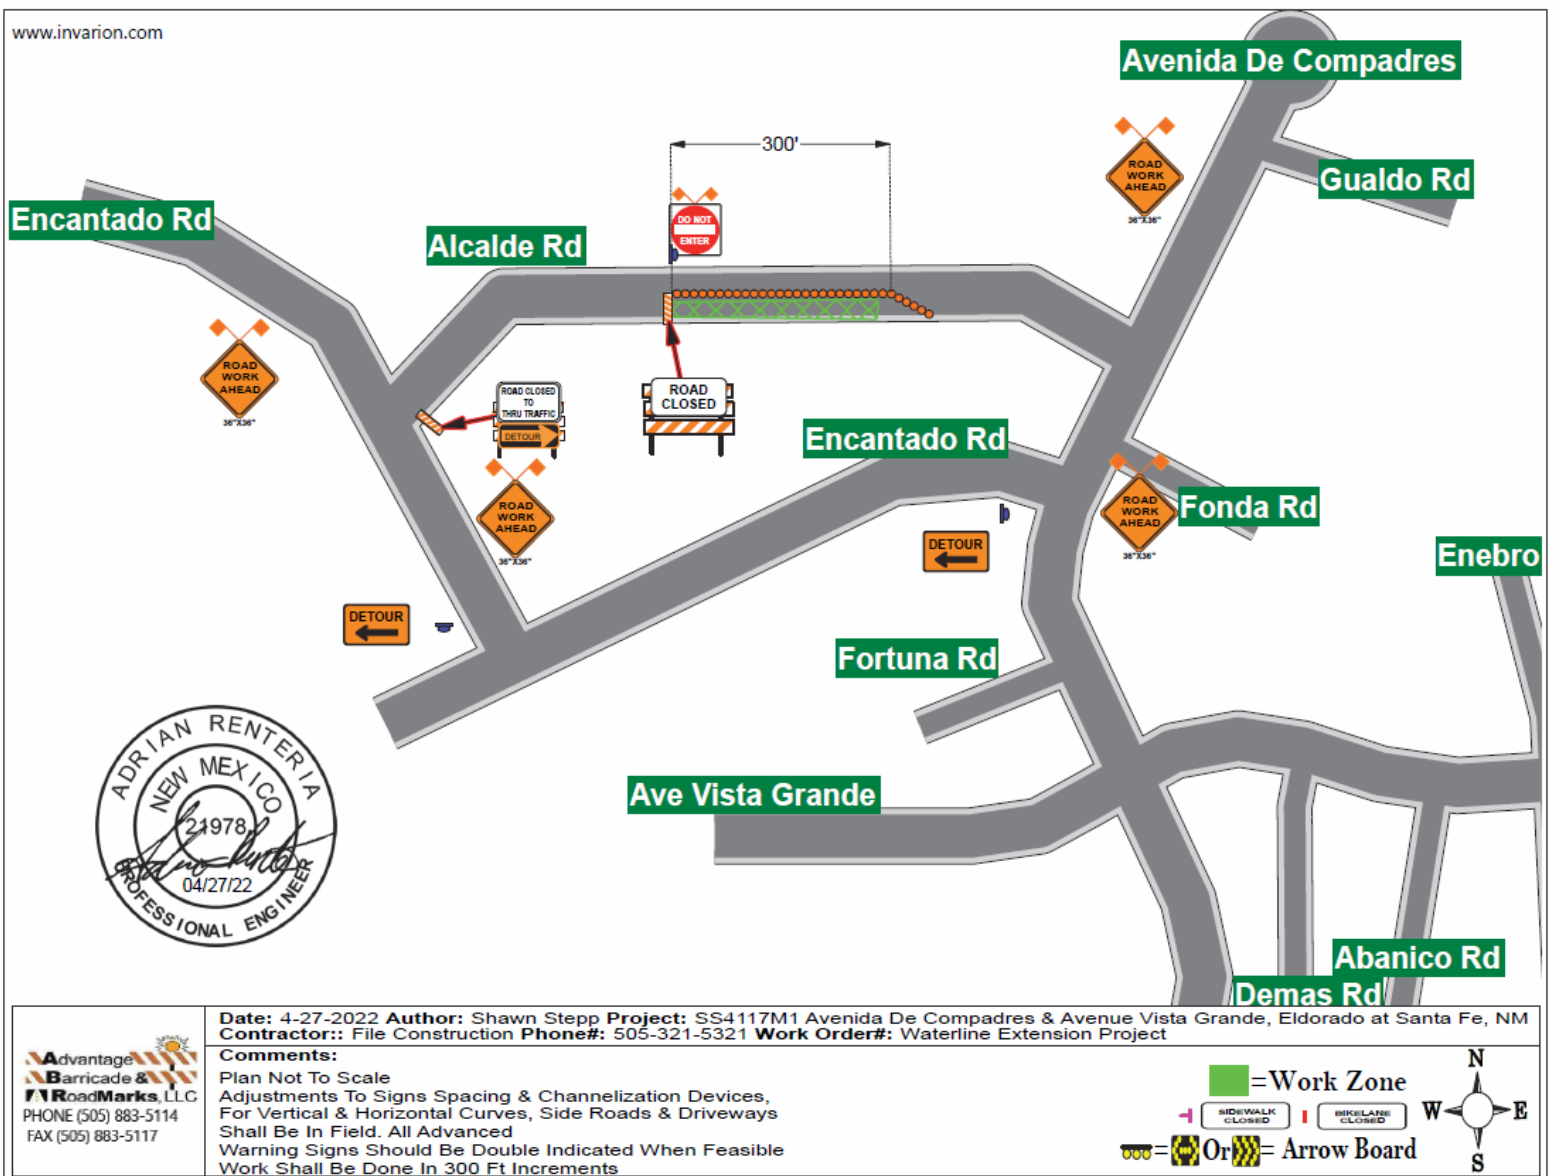 www.invarion.com
Avenida De Compadres
300'
ROAD
WORK
AHEAD
36"X36"
Gualdo Rd
Encantado Rd
DO NOT
ENTER
Alcalde Rd
ROAD
WORK
AHEAD
36"X36"
ROAD CLOSED
TO
THRU TRAFFIC
DETOUR
ROAD
CLOSED
Encantado Rd
ROAD
WORK
AHEAD
36"X36"
ROAD
WORK
AHEAD
36"X36"
Fonda Rd
DETOUR
Enebro
DETOUR
Fortuna Rd
ADRIAN RENTERIA
NEW MEXICO
21978
04/27/22
PROFESSIONAL ENGINEER
Ave Vista Grande
Abanico Rd
Demas Rd
Advantage
Barricade &
RoadMarks, LLC
PHONE (505) 883-5114
FAX (505) 883-5117
Date: 4-27-2022 Author: Shawn Stepp Project: SS4117M1 Avenida De Compadres & Avenue Vista Grande, Eldorado at Santa Fe, NM
Contractor:: File Construction Phone#: 505-321-5321 Work Order#: Waterline Extension Project
Comments:
Plan Not To Scale
Adjustments To Signs Spacing & Channelization Devices,
For Vertical & Horizontal Curves, Side Roads & Driveways
Shall Be In Field. All Advanced
Warning Signs Should Be Double Indicated When Feasible
Work Shall Be Done In 300 Ft Increments
=Work Zone
SIDEWALK
CLOSED
BIKELANE
CLOSED
= Or = Arrow Board
N
W E
S